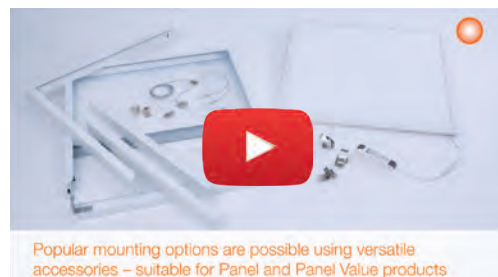 Popular mounting options are possible using versatile
accessories – suitable for Panel and Panel Value products